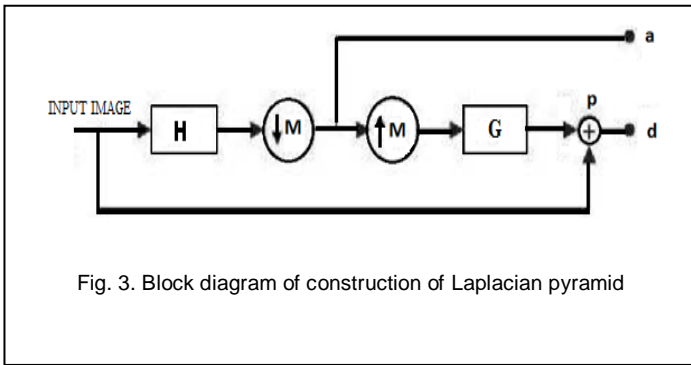 a
INPUT IMAGE
H
↓M
↑M
G
p
+
d
Fig. 3. Block diagram of construction of Laplacian pyramid